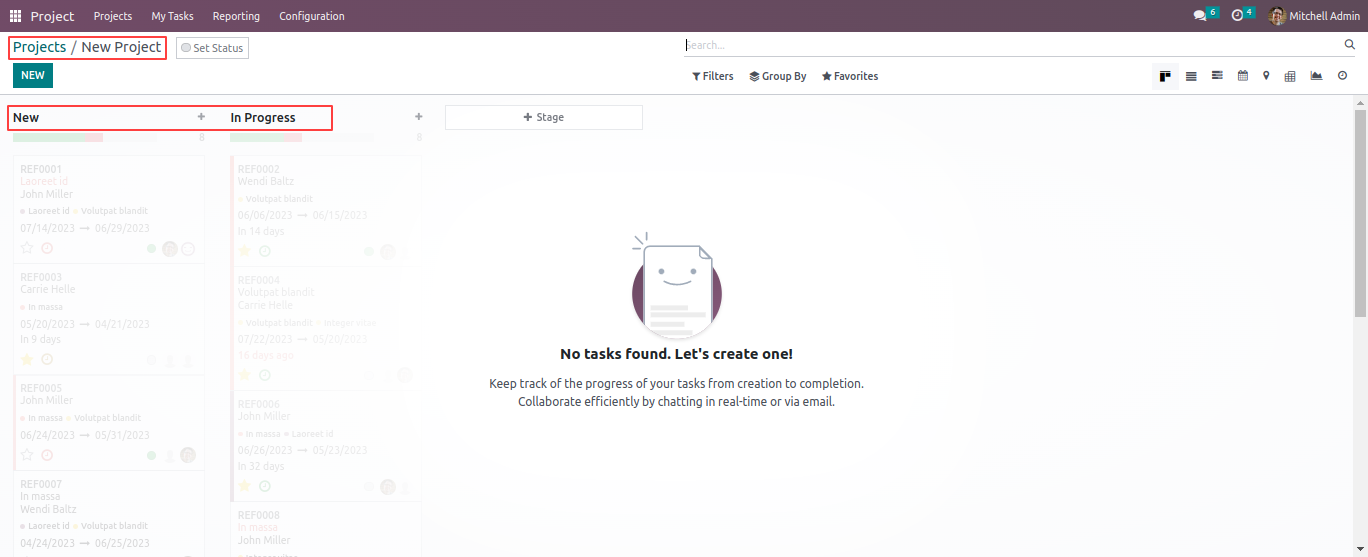 Project Projects My Tasks Reporting Configuration 6 4 Mitchell Admin
Projects / New Project Set Status Search...
NEW Filters Group By Favorites
New + In Progress + + Stage
8 8
REF0001
Laoreet id
John Miller
Laoreet id Volutpat blandit
07/14/2023 → 06/29/2023
REF0003
Carrie Helle
In massa
05/20/2023 → 04/21/2023
In 9 days
REF0005
John Miller
In massa Volutpat blandit
06/24/2023 → 05/31/2023
REF0007
In massa
Wendi Baltz
Laoreet id Volutpat blandit
04/24/2023 → 06/25/2023
REF0002
Wendi Baltz
Volutpat blandit
06/06/2023 → 06/15/2023
In 14 days
REF0004
Volutpat blandit
Carrie Helle
Volutpat blandit Integer vitae
07/22/2023 → 05/20/2023
16 days ago
REF0006
John Miller
In massa Laoreet id
06/26/2023 → 05/23/2023
In 32 days
REF0008
In massa
John Miller
No tasks found. Let's create one!
Keep track of the progress of your tasks from creation to completion.
Collaborate efficiently by chatting in real-time or via email.